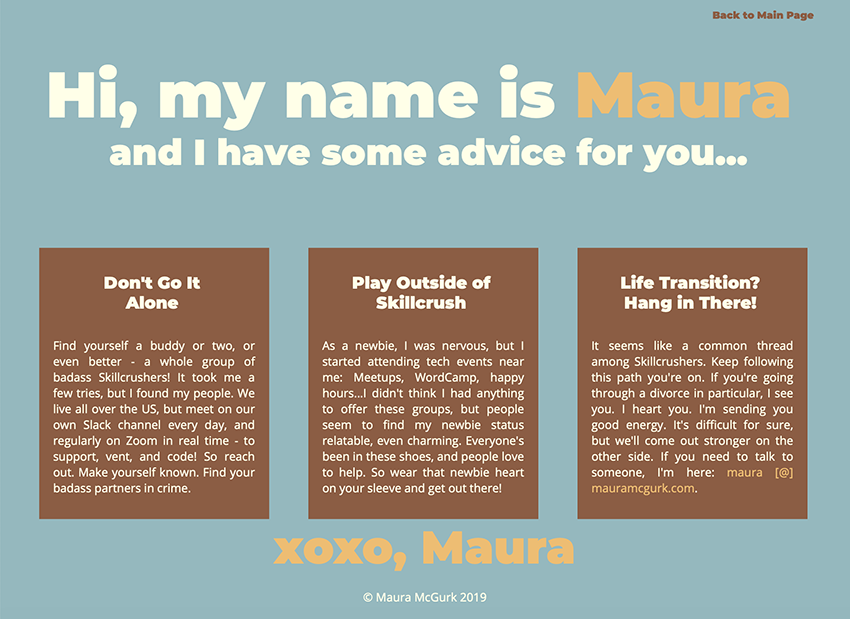 Back to Main Page
Hi, my name is Maura
and I have some advice for you...
Don't Go It
Alone
Find yourself a buddy or two, or
even better - a whole group of
badass Skillcrushers! It took me a
few tries, but I found my people. We
live all over the US, but meet on our
own Slack channel every day, and
regularly on Zoom in real time - to
support, vent, and code! So reach
out. Make yourself known. Find your
badass partners in crime.
Play Outside of
Skillcrush
As a newbie, I was nervous, but I
started attending tech events near
me: Meetups, WordCamp, happy
hours...I didn't think I had anything
to offer these groups, but people
seem to find my newbie status
relatable, even charming. Everyone's
been in these shoes, and people love
to help. So wear that newbie heart
on your sleeve and get out there!
Life Transition?
Hang in There!
It seems like a common thread
among Skillcrushers. Keep following
this path you're on. If you're going
through a divorce in particular, I see
you. I heart you. I'm sending you
good energy. It's difficult for sure,
but we'll come out stronger on the
other side. If you need to talk to
someone, I'm here: maura [@]
mauramcgurk.com.
xoxo, Maura
© Maura McGurk 2019